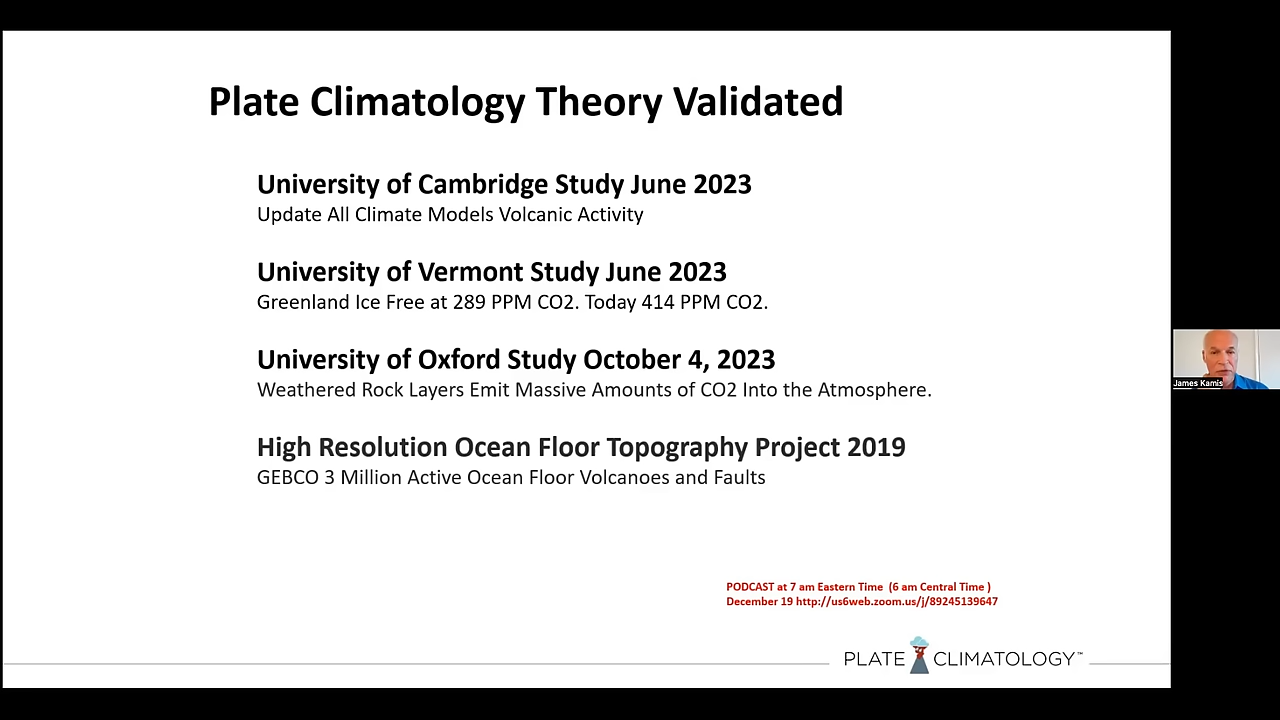 Plate Climatology Theory Validated
University of Cambridge Study June 2023
Update All Climate Models Volcanic Activity
University of Vermont Study June 2023
Greenland Ice Free at 289 PPM CO2. Today 414 PPM CO2.
University of Oxford Study October 4, 2023
Weathered Rock Layers Emit Massive Amounts of CO2 Into the Atmosphere.
High Resolution Ocean Floor Topography Project 2019
GEBCO 3 Million Active Ocean Floor Volcanoes and Faults
James Kamis
PODCAST at 7 am Eastern Time (6 am Central Time )
December 19 http://us6web.zoom.us/j/89245139647
PLATE CLIMATOLOGY™